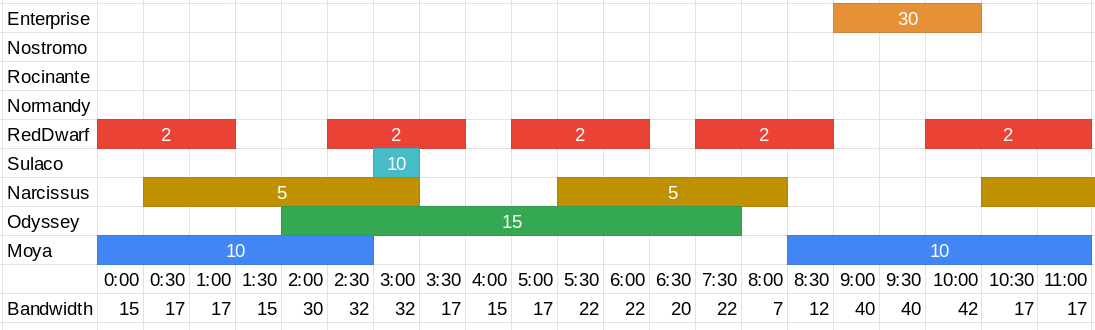 Enterprise 30
Nostromo
Rocinante
Normandy
RedDwarf 2 2 2 2 2
Sulaco 10
Narcissus 5 5
Odyssey 15
Moya 10 10
0:00 0:30 1:00 1:30 2:00 2:30 3:00 3:30 4:00 5:00 5:30 6:00 6:30 7:30 8:00 8:30 9:00 9:30 10:00 10:30 11:00
Bandwidth 15 17 17 15 30 32 32 17 15 17 22 22 20 22 7 12 40 40 42 17 17